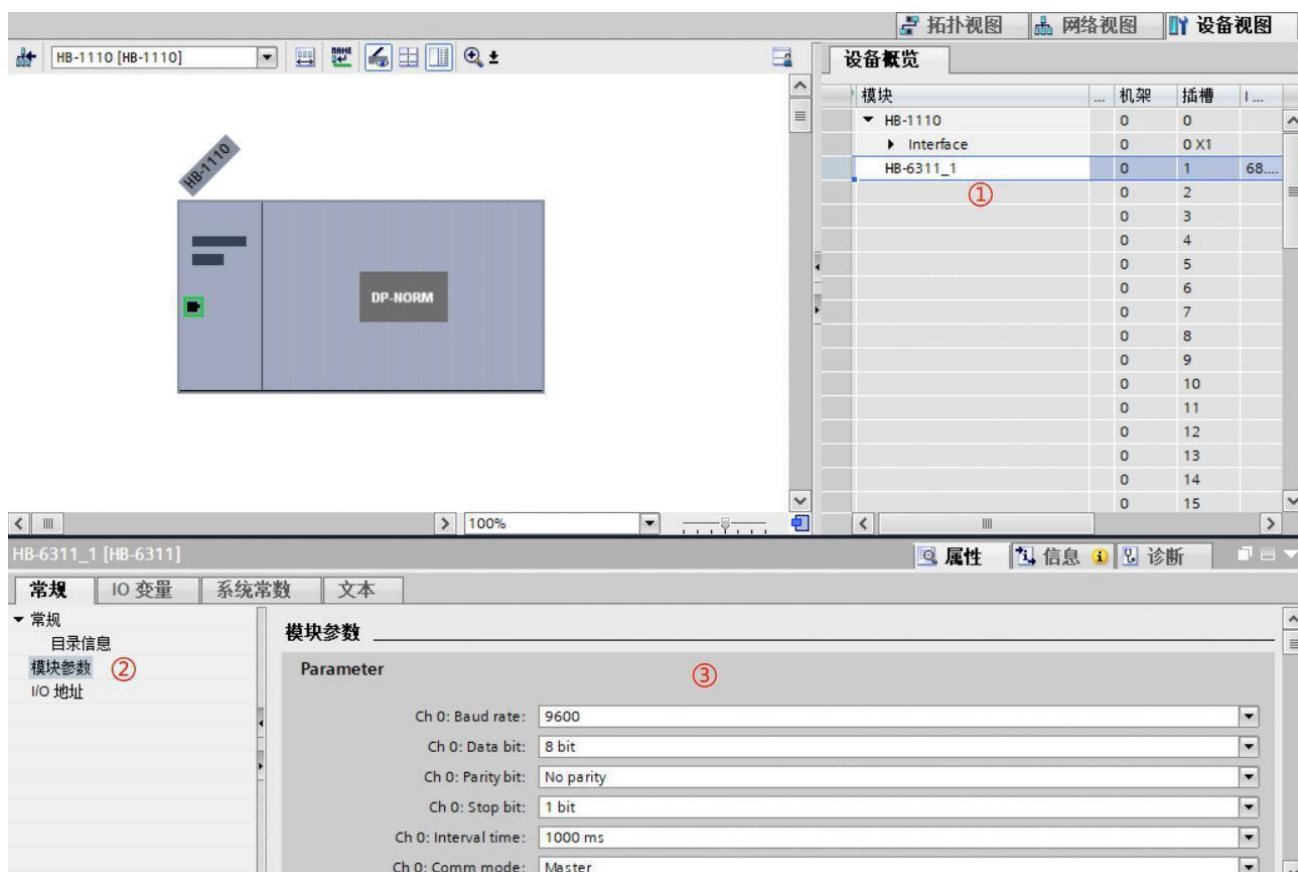 拓扑视图 网络视图 设备视图
HB-1110 [HB-1110]
设备概览
模块 ... 机架 插槽 I ...
HB-1110 0 0
Interface 0 0 X1
HB-6311_1 0 1 68....
① 0 2
0 3
0 4
0 5
0 6
0 7
0 8
0 9
0 10
0 11
0 12
0 13
0 14
0 15
HB-1110
DP-NORM
100%
HB-6311_1 [HB-6311]
属性 信息 诊断
常规 IO 变量 系统常数 文本
常规
目录信息
模块参数 ②
I/O 地址
模块参数
Parameter ③
Ch 0: Baud rate: 9600
Ch 0: Data bit: 8 bit
Ch 0: Parity bit: No parity
Ch 0: Stop bit: 1 bit
Ch 0: Interval time: 1000 ms
Ch 0: Comm mode: Master